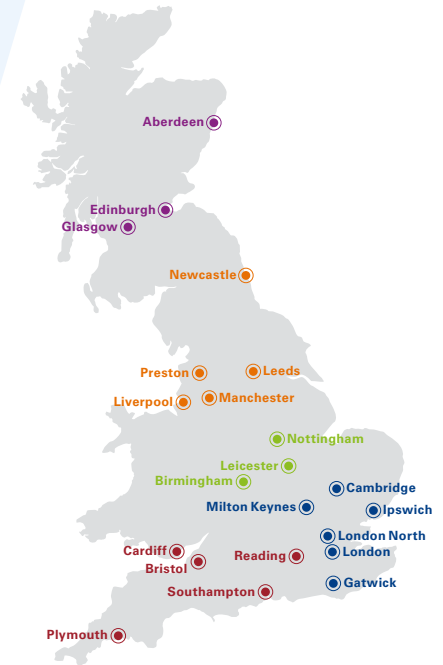 Aberdeen
Edinburgh
Glasgow
Newcastle
Preston
Leeds
Liverpool
Manchester
Nottingham
Leicester
Birmingham
Cambridge
Milton Keynes
Ipswich
London North
Cardiff
London
Bristol
Reading
Gatwick
Southampton
Plymouth